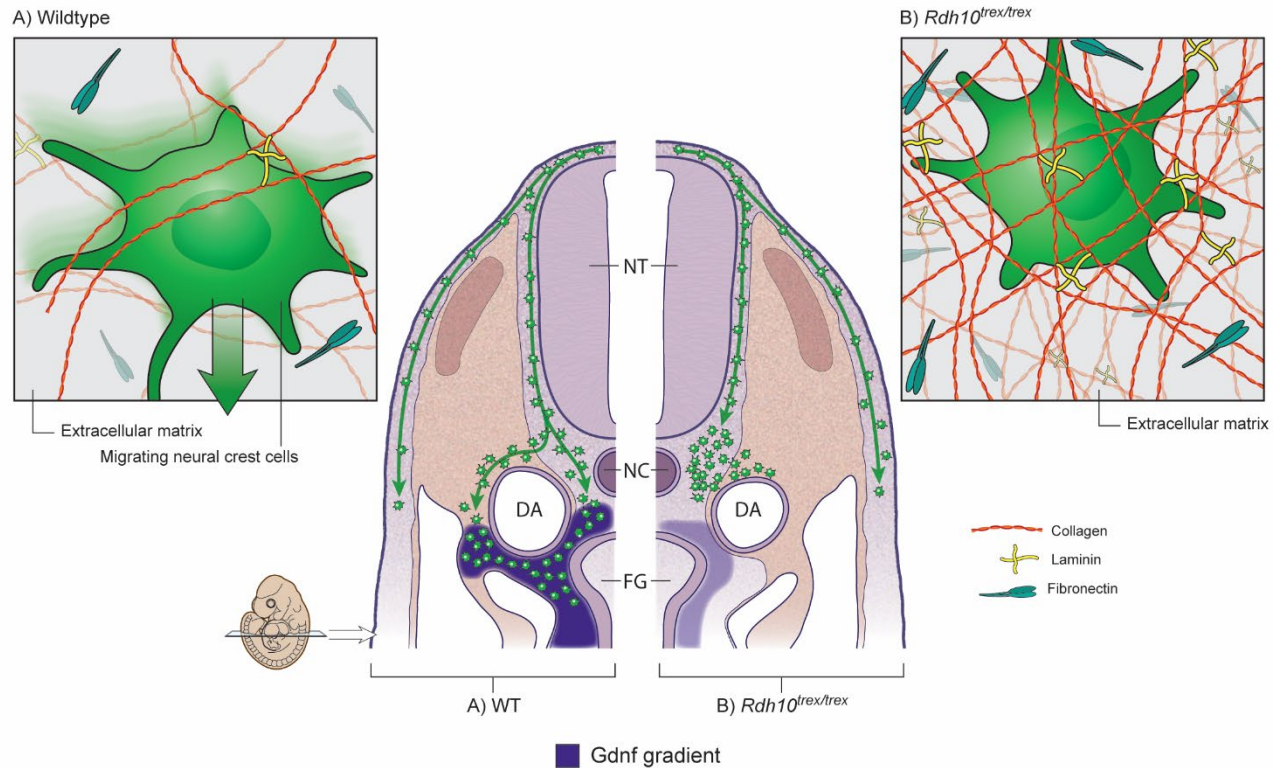 A) Wildtype
B) Rdh10trex/trex
NT
Extracellular matrix
Migrating neural crest cells
Extracellular matrix
NC
DA
DA
Collagen
Laminin
Fibronectin
FG
A) WT
B) Rdh10trex/trex
Gdnf gradient